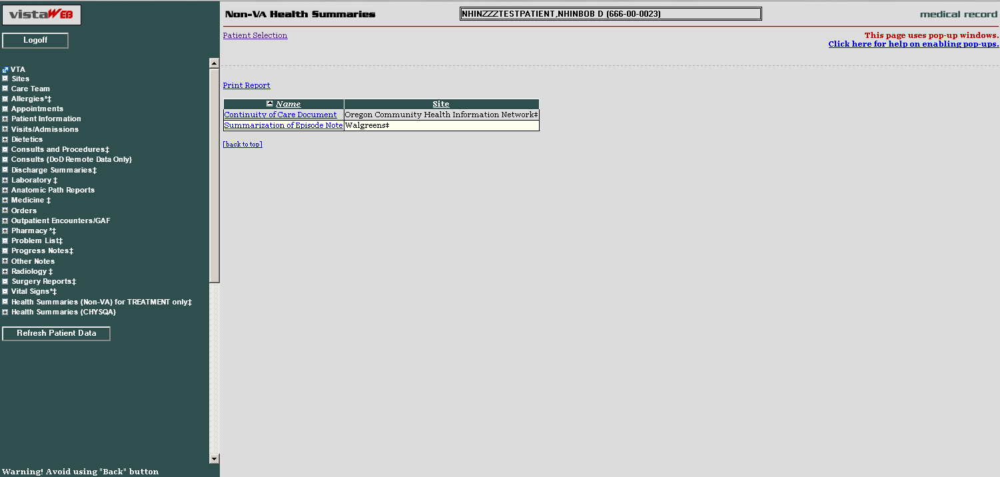 vistaWEB
Logoff
VTA
Sites
Care Team
Allergies*‡
Appointments
Patient Information
Visits/Admissions
Dietetics
Consults and Procedures‡
Consults (DoD Remote Data Only)
Discharge Summaries‡
Laboratory ‡
Anatomic Path Reports
Medicine ‡
Orders
Outpatient Encounters/GAF
Pharmacy *‡
Problem List‡
Progress Notes‡
Other Notes
Radiology ‡
Surgery Reports‡
Vital Signs*‡
Health Summaries (Non-VA) for TREATMENT only‡
Health Summaries (CHYSQA)
Refresh Patient Data
Warning! Avoid using "Back" button
Non-VA Health Summaries NHINZZZTESTPATIENT,NHINBOB D (666-00-0023) medical record
Patient Selection This page uses pop-up windows.
Click here for help on enabling pop-ups.
Print Report
Name Site
Continuity of Care Document Oregon Community Health Information Network‡
Summarization of Episode Note Walgreens‡
[back to top]